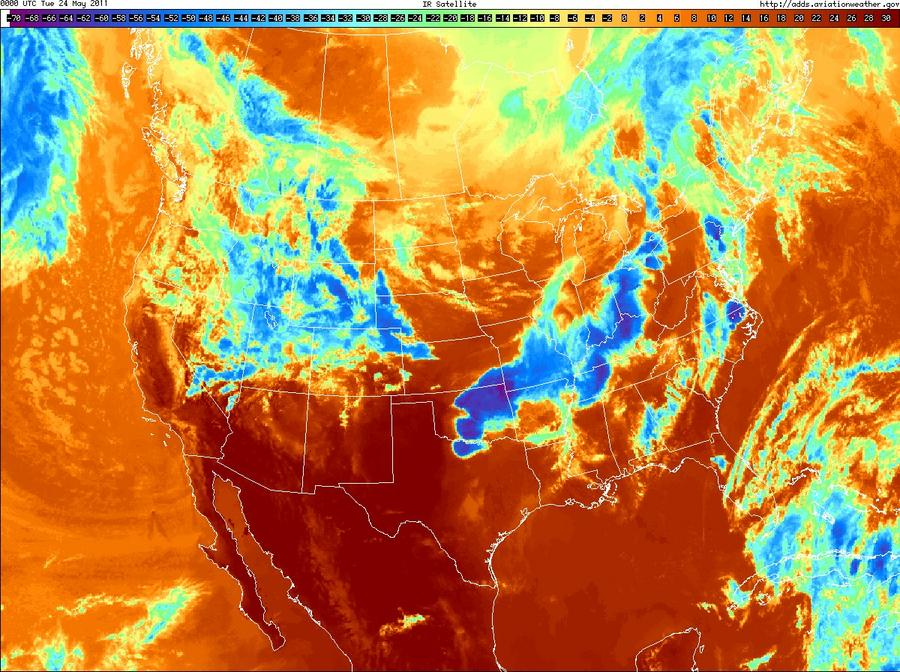 0000 UTC Tue 24 May 2011 IR Satellite http://adds.aviationweather.gov
-70 -68 -66 -64 -62 -60 -58 -56 -54 -52 -50 -48 -46 -44 -42 -40 -38 -36 -34 -32 -30 -28 -26 -24 -22 -20 -18 -16 -14 -12 -10 -8 -6 -4 -2 0 2 4 6 8 10 12 14 16 18 20 22 24 26 28 30